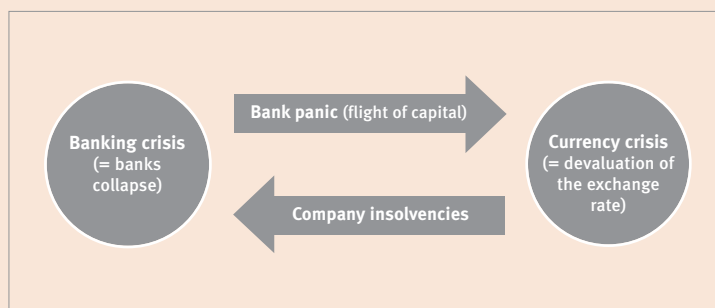 Banking crisis
(= banks
collapse)
Bank panic (flight of capital)
Company insolvencies
Currency crisis
(= devaluation of
the exchange
rate)